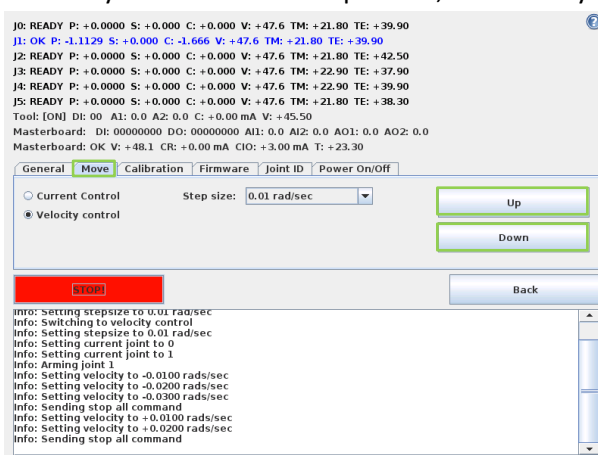 J0: READY P: +0.0000 S: +0.000 C: +0.000 V: +47.6 TM: +21.80 TE: +39.90
J1: OK P: -1.1129 S: +0.000 C: -1.666 V: +47.6 TM: +21.80 TE: +39.90
J2: READY P: +0.0000 S: +0.000 C: +0.000 V: +47.6 TM: +21.80 TE: +42.50
J3: READY P: +0.0000 S: +0.000 C: +0.000 V: +47.6 TM: +22.90 TE: +37.90
J4: READY P: +0.0000 S: +0.000 C: +0.000 V: +47.6 TM: +22.90 TE: +39.90
J5: READY P: +0.0000 S: +0.000 C: +0.000 V: +47.6 TM: +21.80 TE: +38.30
Tool: [ON] DI: 00 A1: 0.0 A2: 0.0 C: +0.00 mA V: +45.50
Masterboard: DI: 00000000 DO: 00000000 AI1: 0.0 AI2: 0.0 AO1: 0.0 AO2: 0.0
Masterboard: OK V: +48.1 CR: +0.00 mA CIO: +3.00 mA T: +23.30
General Move Calibration Firmware Joint ID Power On/Off
Current Control Step size: 0.01 rad/sec Up
Velocity control
Down
STOP! Back
Info: Setting stepsize to 0.01 rad/sec
Info: Switching to velocity control
Info: Setting stepsize to 0.01 rad/sec
Info: Setting current joint to 0
Info: Setting current joint to 1
Info: Arming joint 1
Info: Setting velocity to -0.0100 rads/sec
Info: Setting velocity to -0.0200 rads/sec
Info: Setting velocity to -0.0300 rads/sec
Info: Sending stop all command
Info: Setting velocity to +0.0100 rads/sec
Info: Setting velocity to +0.0200 rads/sec
Info: Sending stop all command